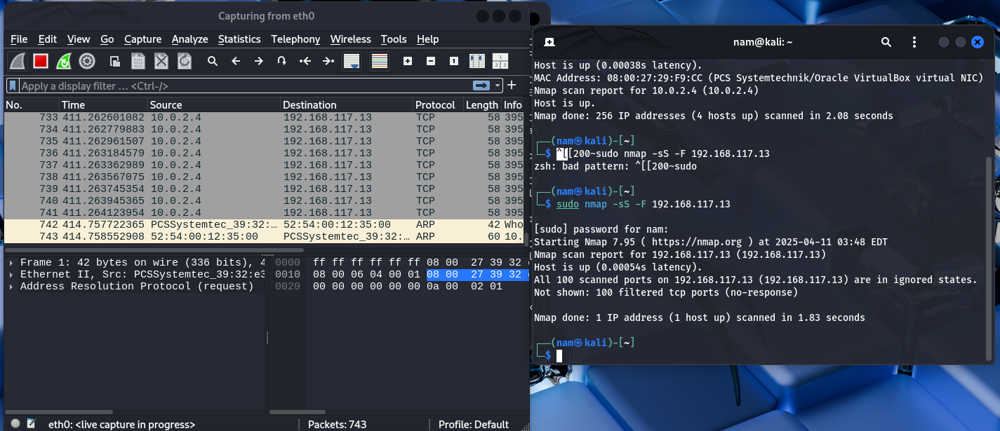 Capturing from eth0
File Edit View Go Capture Analyze Statistics Telephony Wireless Tools Help
Apply a display filter … <Ctrl-/>
No. Time Source Destination Protocol Length Info
733 411.262601082 10.0.2.4 192.168.117.13 TCP 58 395
734 411.262779883 10.0.2.4 192.168.117.13 TCP 58 395
735 411.262961507 10.0.2.4 192.168.117.13 TCP 58 395
736 411.263184579 10.0.2.4 192.168.117.13 TCP 58 395
737 411.263362989 10.0.2.4 192.168.117.13 TCP 58 395
738 411.263567075 10.0.2.4 192.168.117.13 TCP 58 395
739 411.263745354 10.0.2.4 192.168.117.13 TCP 58 395
740 411.263945365 10.0.2.4 192.168.117.13 TCP 58 395
741 411.264123954 10.0.2.4 192.168.117.13 TCP 58 395
742 414.757722365 PCSSystemtec_39:32:… 52:54:00:12:35:00 ARP 42 Who
743 414.758552908 52:54:00:12:35:00 PCSSystemtec_39:32:… ARP 60 10.
Frame 1: 42 bytes on wire (336 bits), 4
Ethernet II, Src: PCSSystemtec_39:32:e3
Address Resolution Protocol (request)
0000 ff ff ff ff ff ff 08 00 27 39 32
0010 08 00 06 04 00 01 08 00 27 39 32
0020 00 00 00 00 00 00 0a 00 02 01
eth0: <live capture in progress> Packets: 743 Profile: Default
nam@kali: ~
Host is up (0.00038s latency).
MAC Address: 08:00:27:29:F9:CC (PCS Systemtechnik/Oracle VirtualBox virtual NIC)
Nmap scan report for 10.0.2.4 (10.0.2.4)
Host is up.
Nmap done: 256 IP addresses (4 hosts up) scanned in 2.08 seconds
┌──(nam㉿kali)-[~]
└─$ ^[[200~sudo nmap -sS -F 192.168.117.13
zsh: bad pattern: ^[[200~sudo
┌──(nam㉿kali)-[~]
└─$ sudo nmap -sS -F 192.168.117.13
[sudo] password for nam:
Starting Nmap 7.95 ( https://nmap.org ) at 2025-04-11 03:48 EDT
Nmap scan report for 192.168.117.13 (192.168.117.13)
Host is up (0.00054s latency).
All 100 scanned ports on 192.168.117.13 (192.168.117.13) are in ignored states.
Not shown: 100 filtered tcp ports (no-response)
Nmap done: 1 IP address (1 host up) scanned in 1.83 seconds
┌──(nam㉿kali)-[~]
└─$